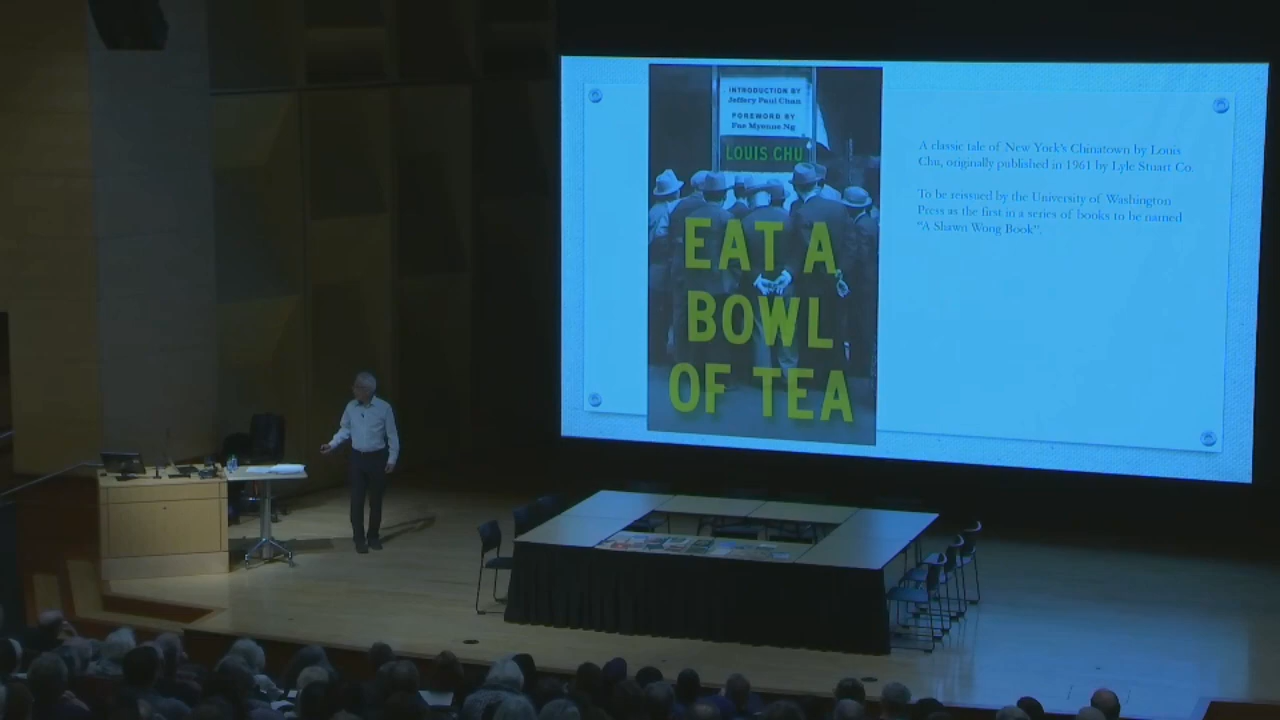 INTRODUCTION BY
Jeffery Paul Chan
FOREWORD BY
Fae Myenne Ng
LOUIS CHU
EAT A
BOWL
OF TEA
A classic tale of New York's Chinatown by Louis
Chu, originally published in 1961 by Lyle Stuart Co.
To be reissued by the University of Washington
Press as the first in a series of books to be named
"A Shawn Wong Book".